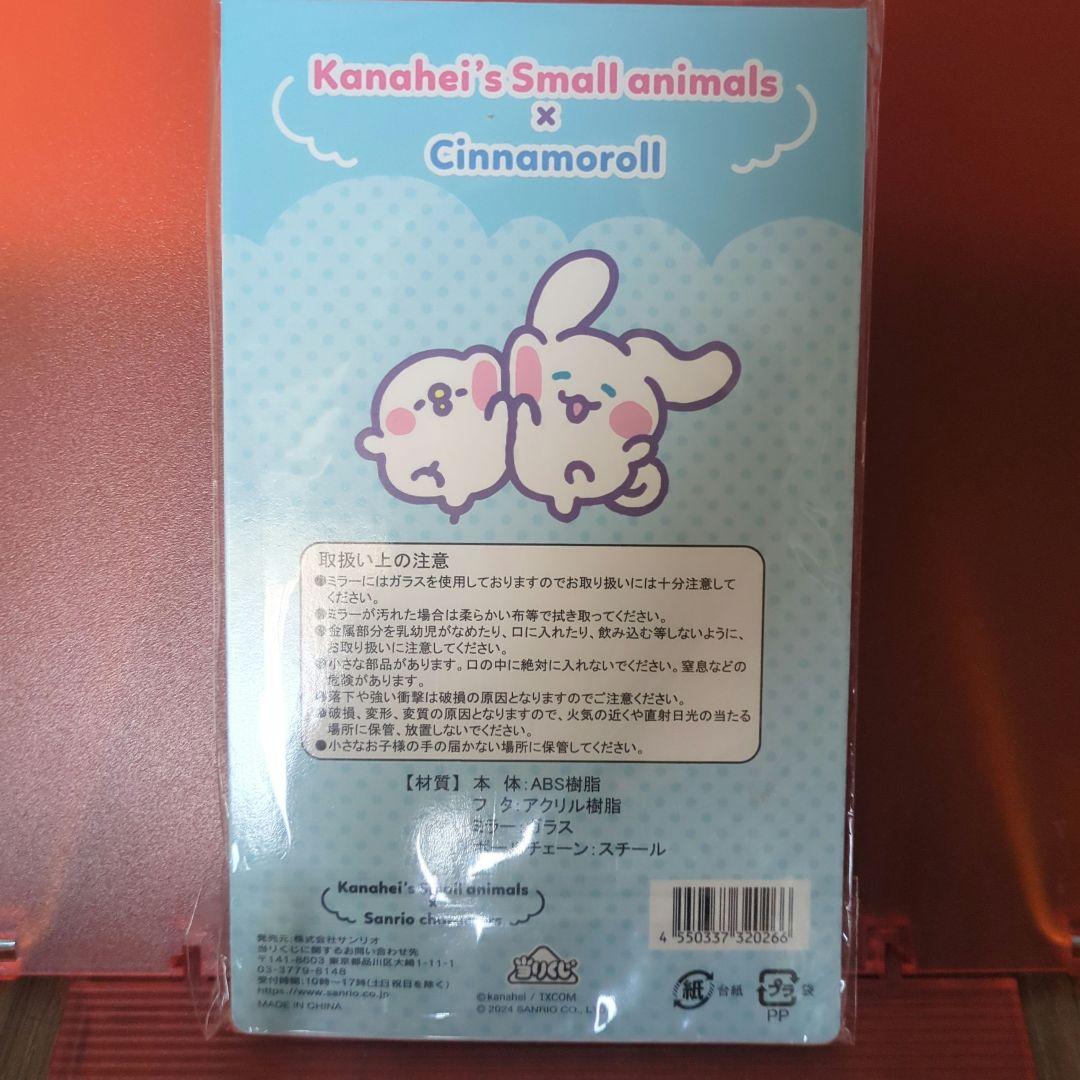 Kanahei's Small animals
×
Cinnamoroll
取扱い上の注意
●ミラーにはガラスを使用しておりますのでお取り扱いには十分注意して
ください。
●ミラーが汚れた場合は柔らかい布等で拭き取ってください。
●金属部分を乳幼児がなめたり、口に入れたり、飲み込む等しないように、
お取り扱いに注意してください。
●小さな部品があります。口の中に絶対に入れないでください。窒息などの
危険があります。
●落下や強い衝撃は破損の原因となりますのでご注意ください。
●破損、変形、変質の原因となりますので、火気の近くや直射日光の当たる
場所に保管、放置しないでください。
●小さなお子様の手の届かない場所に保管してください。
【材質】 本 体:ABS樹脂
フ タ:アクリル樹脂
ミラー:ガラス
ボールチェーン:スチール
Kanahei's Small animals
×
Sanrio characters
発売元:株式会社サンリオ
当りくじに関するお問い合わせ先
〒141-8603 東京都品川区大崎1-11-1
03-3779-8148
受付時間:10時〜17時(土日祝日を除く)
https://www.sanrio.co.jp
MADE IN CHINA
当りくじ
©kanahei / TXCOM
© 2024 SANRIO CO., L
4 550337 320266
紙 台紙
プラ 袋
PP